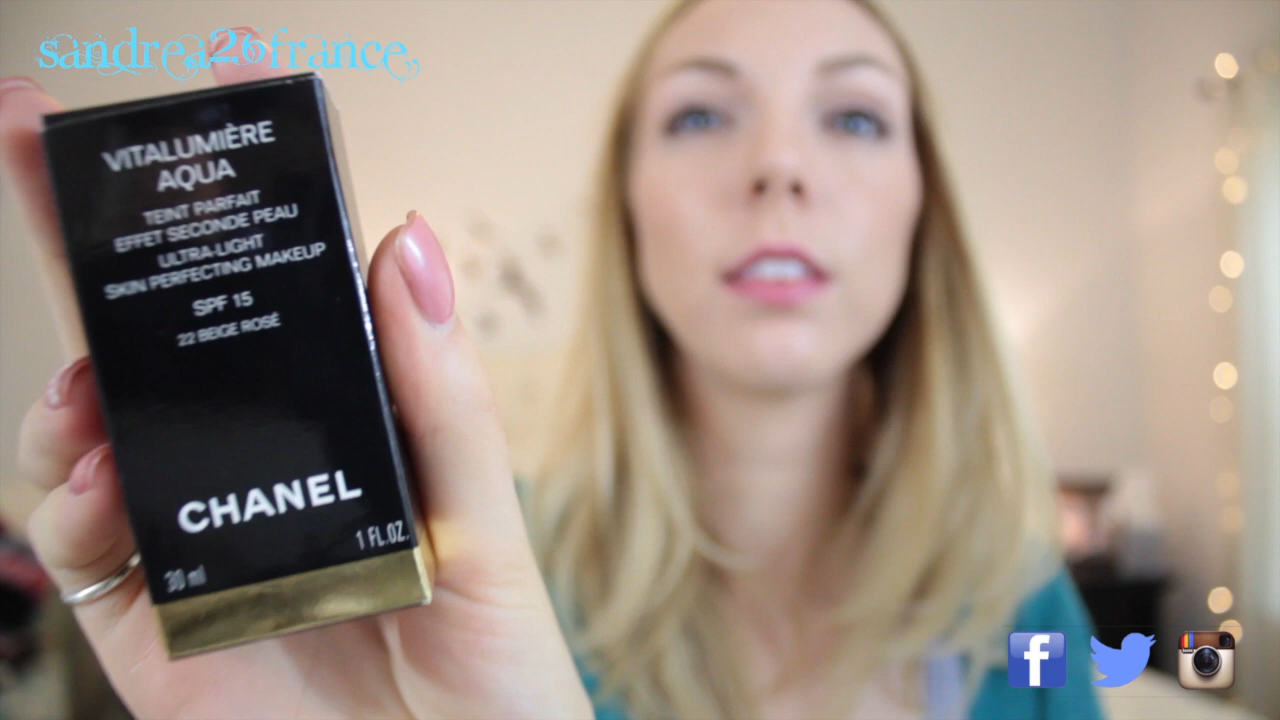 sandrea26france
VITALUMIÈRE
AQUA
TEINT PARFAIT
EFFET SECONDE PEAU
ULTRA-LIGHT
SKIN PERFECTING MAKEUP
SPF 15
22 BEIGE ROSÉ
CHANEL
1 FL.OZ.
30 ml
f